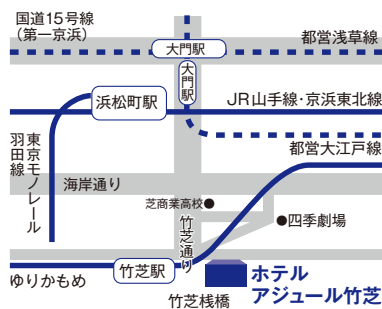 国道15号線
(第一京浜)
大門駅
都営浅草線
大門駅
浜松町駅
JR山手線・京浜東北線
都営大江戸線
東京モノレール
羽田線
海岸通り
芝商業高校
竹芝通り
四季劇場
竹芝駅
ゆりかもめ
竹芝桟橋
ホテル
アジュール竹芝